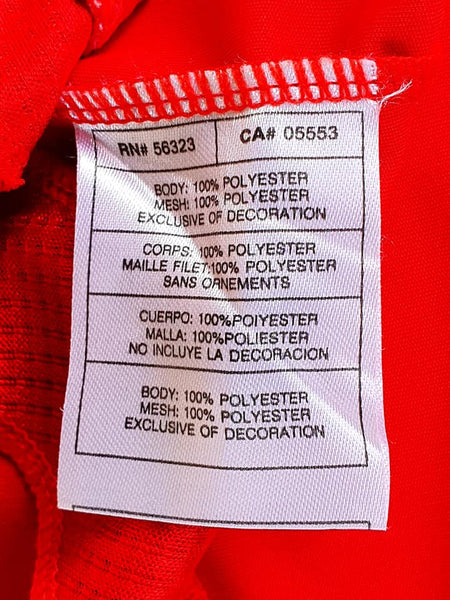 RN# 56323
CA# 05553
BODY: 100% POLYESTER
MESH: 100% POLYESTER
EXCLUSIVE OF DECORATION
CORPS: 100% POLYESTER
MAILLE FILET:100% POLYESTER
SANS ORNEMENTS
CUERPO: 100%POIYESTER
MALLA: 100%POLIESTER
NO INCLUYE LA DECORACION
BODY: 100% POLYESTER
MESH: 100% POLYESTER
EXCLUSIVE OF DECORATION